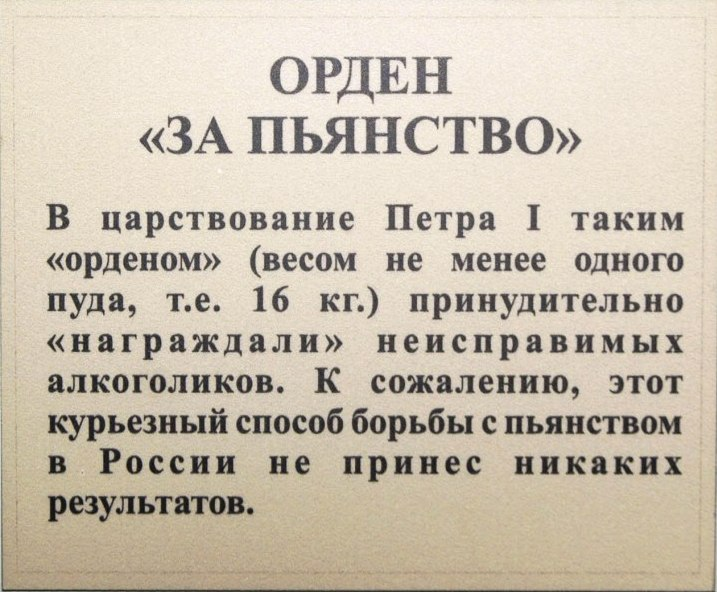 ОРДЕН
«ЗА ПЬЯНСТВО»
В царствование Петра I таким
«орденом» (весом не менее одного
пуда, т.е. 16 кг.) принудительно
«награждали» неисправимых
алкоголиков. К сожалению, этот
курьезный способ борьбы с пьянством
в России не принес никаких
результатов.